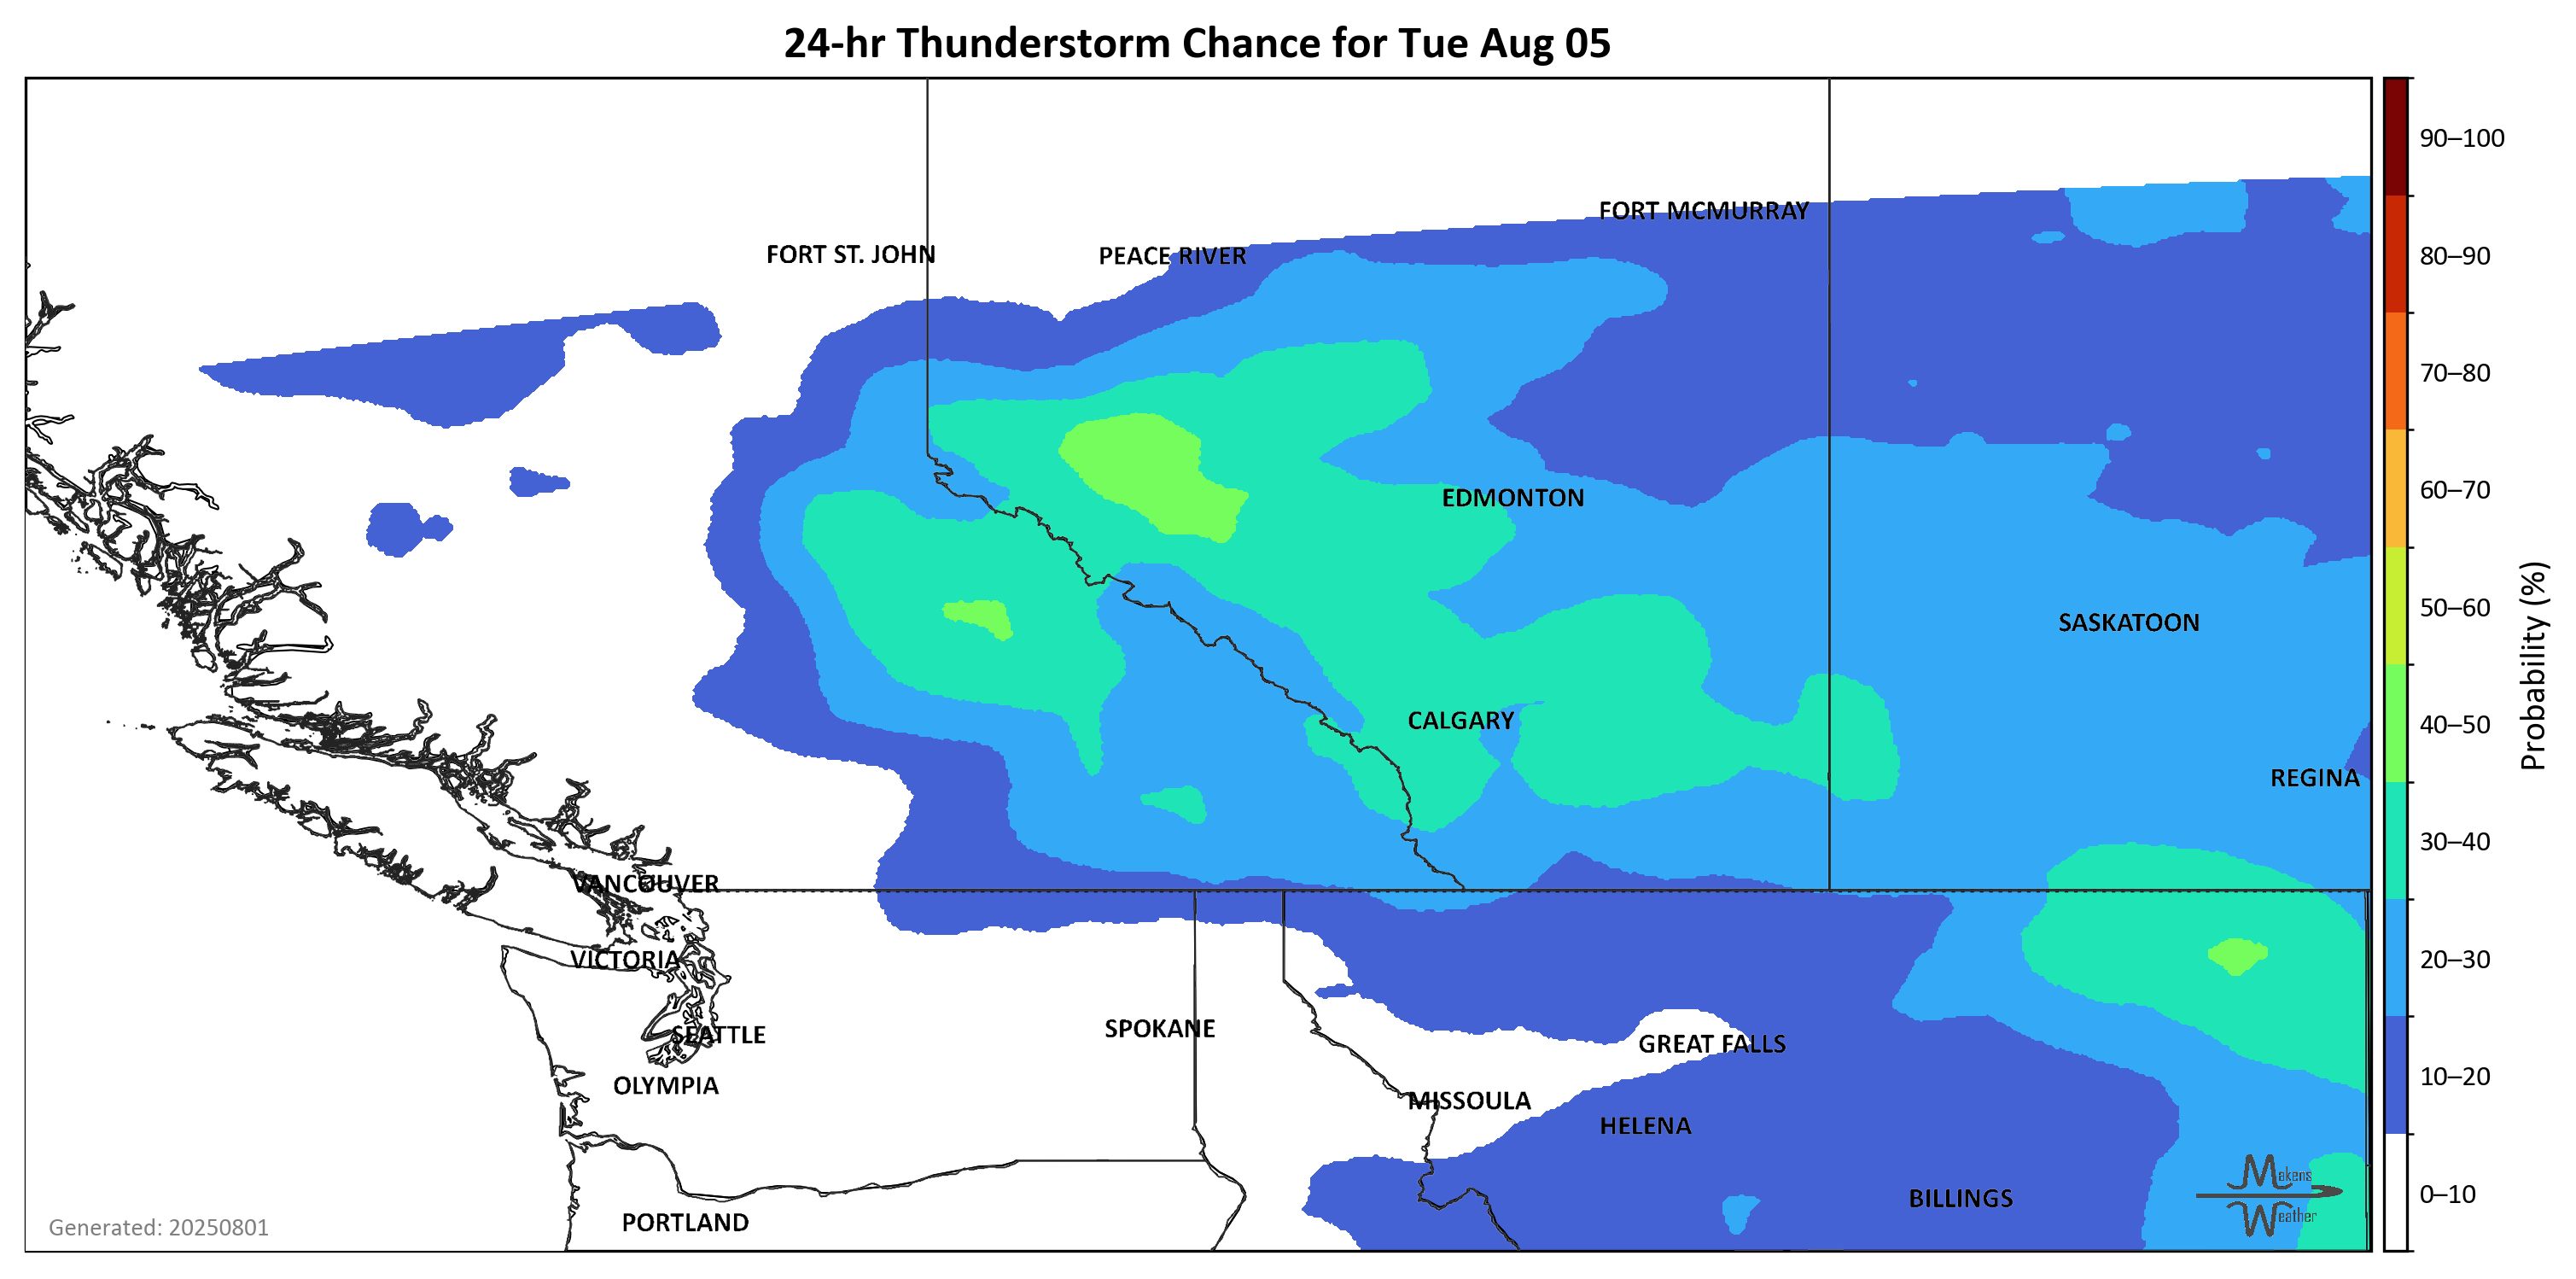 24-hr Thunderstorm Chance for Tue Aug 05
90–100
FORT MCMURRAY
FORT ST. JOHN
PEACE RIVER
80–90
70–80
60–70
EDMONTON
50–60
SASKATOON
Probability (%)
CALGARY
40–50
REGINA
30–40
VANCOUVER
VICTORIA
20–30
SPOKANE
SEATTLE
GREAT FALLS
OLYMPIA
10–20
MISSOULA
HELENA
Makens
Weather
BILLINGS
0–10
PORTLAND
Generated: 20250801